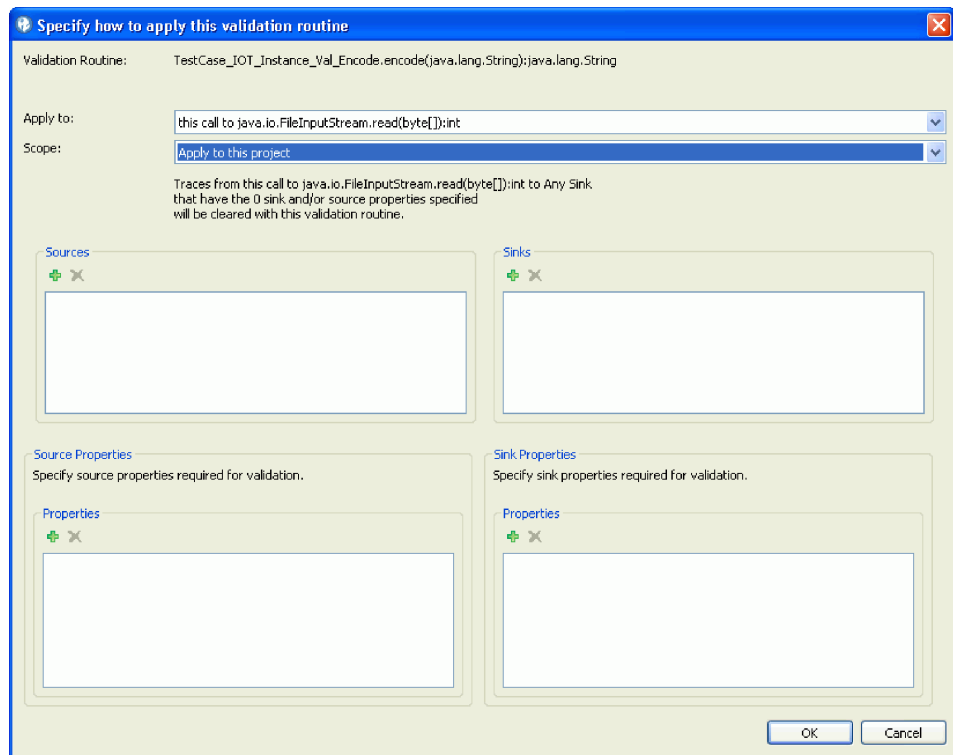 Specify how to apply this validation routine
Validation Routine: TestCase_IOT_Instance_Val_Encode.encode(java.lang.String):java.lang.String
Apply to: this call to java.io.FileInputStream.read(byte[]):int
Scope: Apply to this project
Traces from this call to java.io.FileInputStream.read(byte[]):int to Any Sink
that have the 0 sink and/or source properties specified
will be cleared with this validation routine.
Sources
Sinks
Source Properties
Specify source properties required for validation.
Properties
Sink Properties
Specify sink properties required for validation.
Properties
OK
Cancel